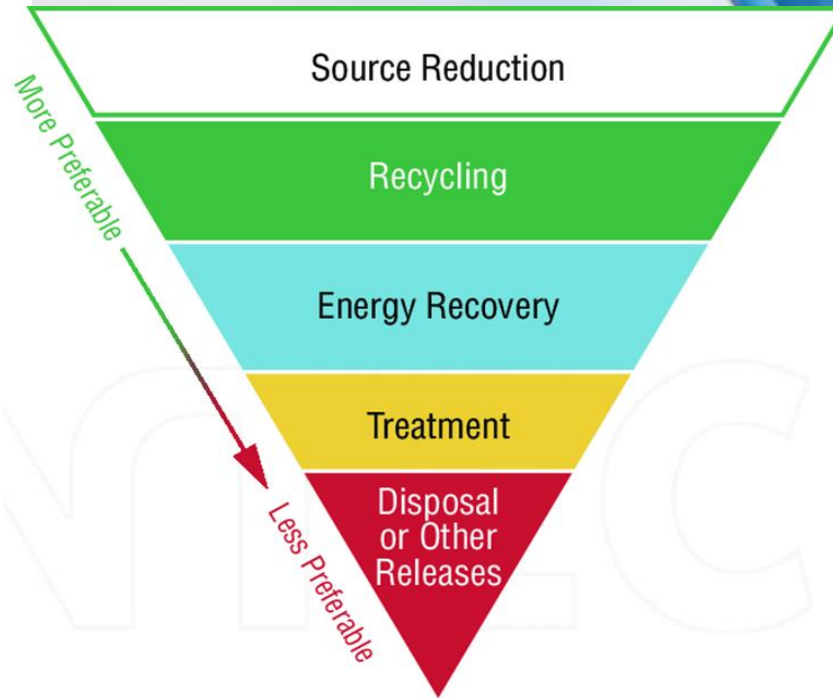 Source Reduction
More Preferable
Recycling
Energy Recovery
Treatment
Disposal
or Other
Releases
Less Preferable